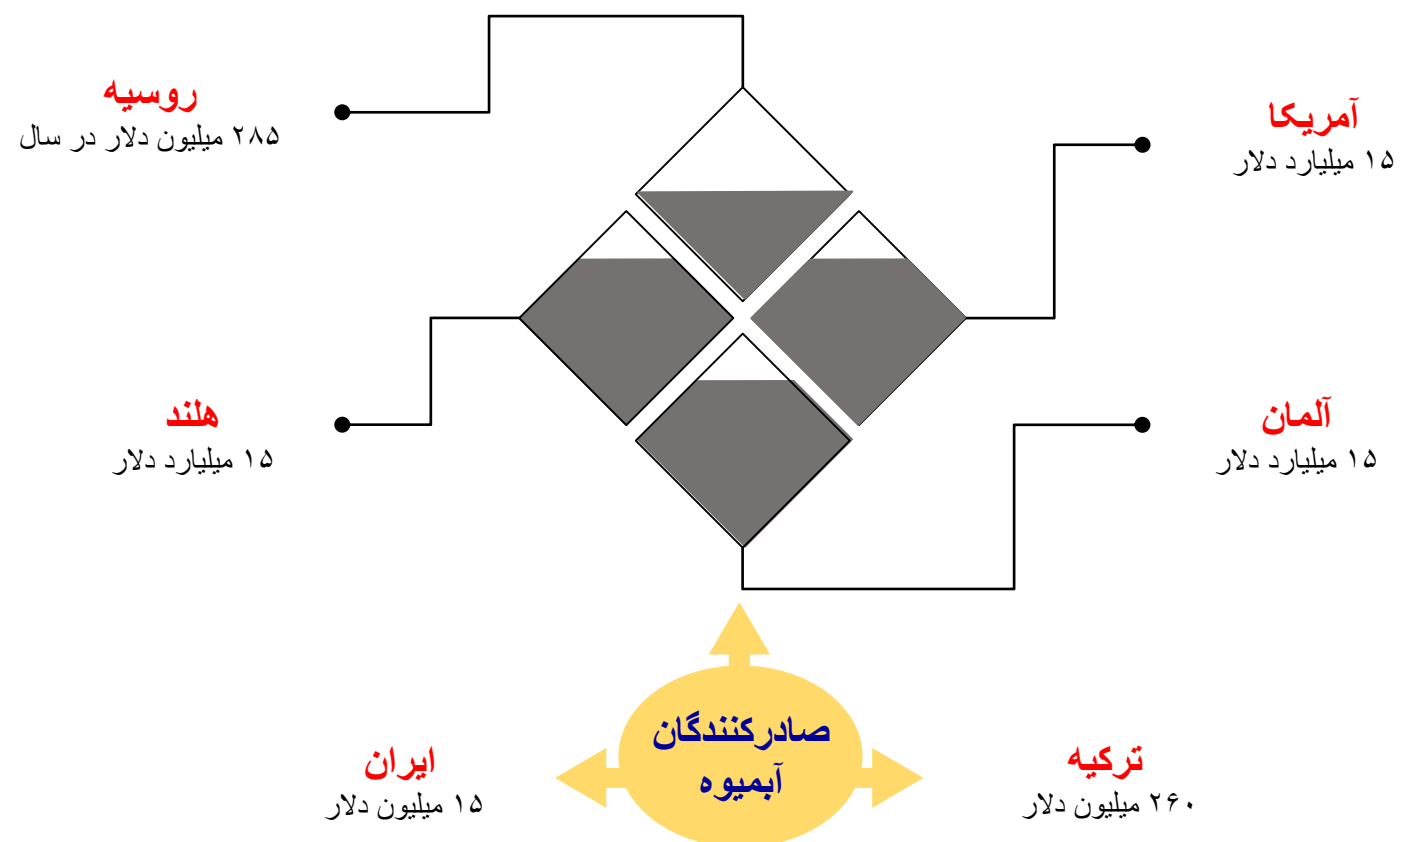 آمریکا
۱۵ میلیارد دلار
روسیه
۲۸۵ میلیون دلار در سال
آلمان
۱۵ میلیارد دلار
هلند
۱۵ میلیارد دلار
صادرکنندگان
آبمیوه
ترکیه
۲۶۰ میلیون دلار
ایران
۱۵ میلیون دلار